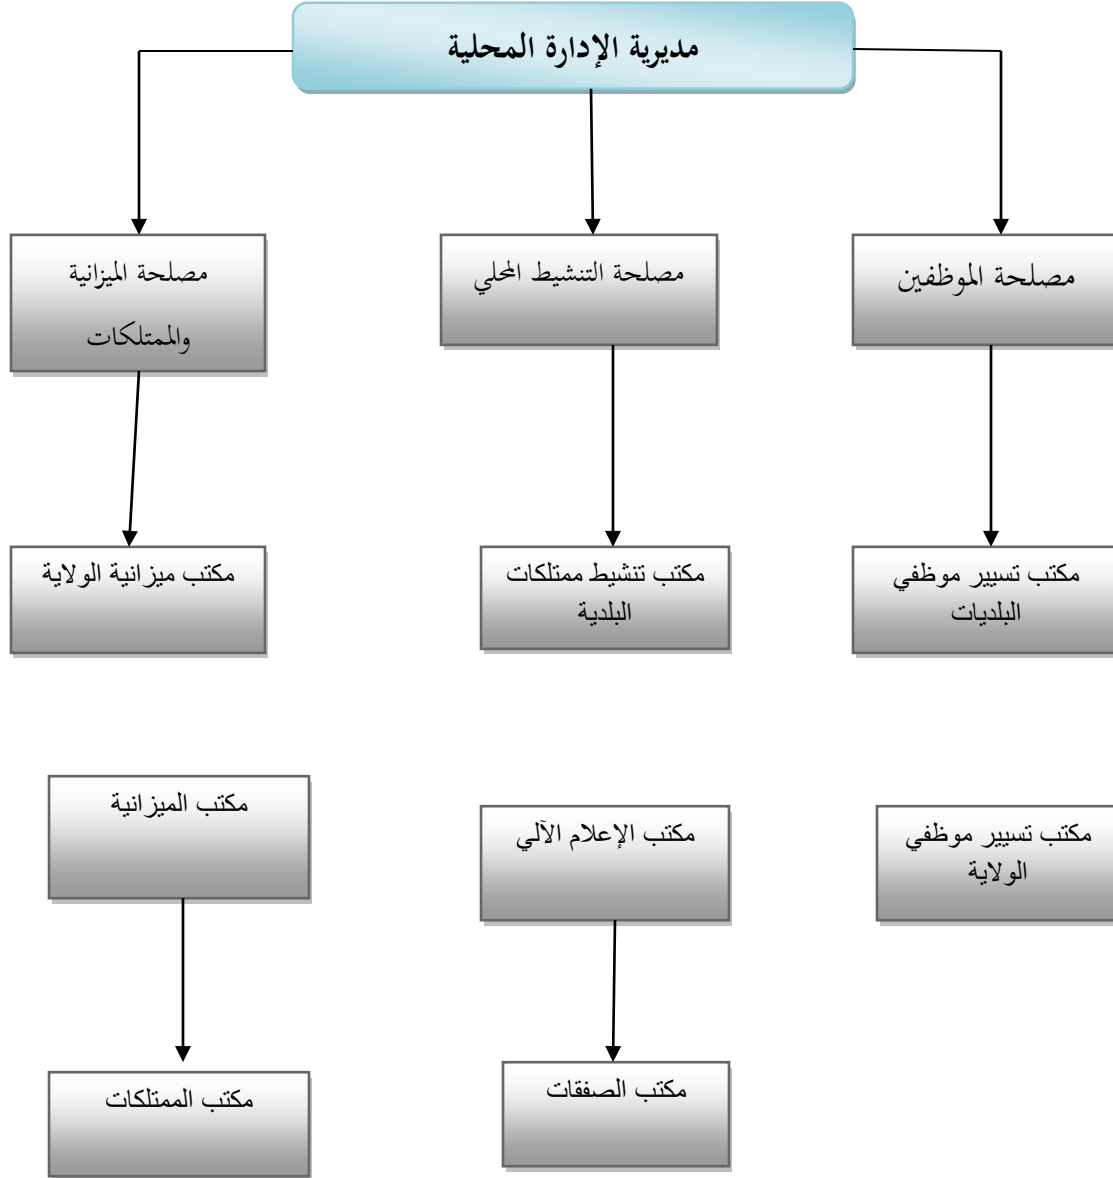 مديرية الإدارة المحلية
مصلحة الموظفين
مصلحة التنشيط المحلي
مصلحة الميزانية
والممتلكات
مكتب تسيير موظفي
البلديات
مكتب تنشيط ممتلكات
البلدية
مكتب ميزانية الولاية
مكتب تسيير موظفي
الولاية
مكتب الإعلام الآلي
مكتب الميزانية
مكتب الصفقات
مكتب الممتلكات